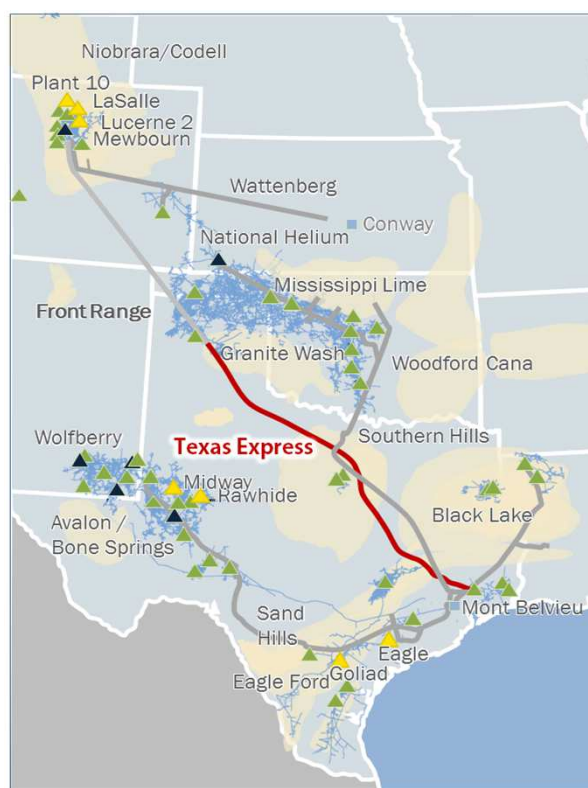 Niobrara/Codell
Plant 10
LaSalle
Lucerne 2
Mewbourn
Wattenberg
Conway
National Helium
Mississippi Lime
Front Range
Granite Wash
Woodford Cana
Texas Express
Southern Hills
Wolfberry
Midway
Rawhide
Black Lake
Avalon /
Bone Springs
Mont Belvieu
Sand
Hills
Eagle
Goliad
Eagle Ford